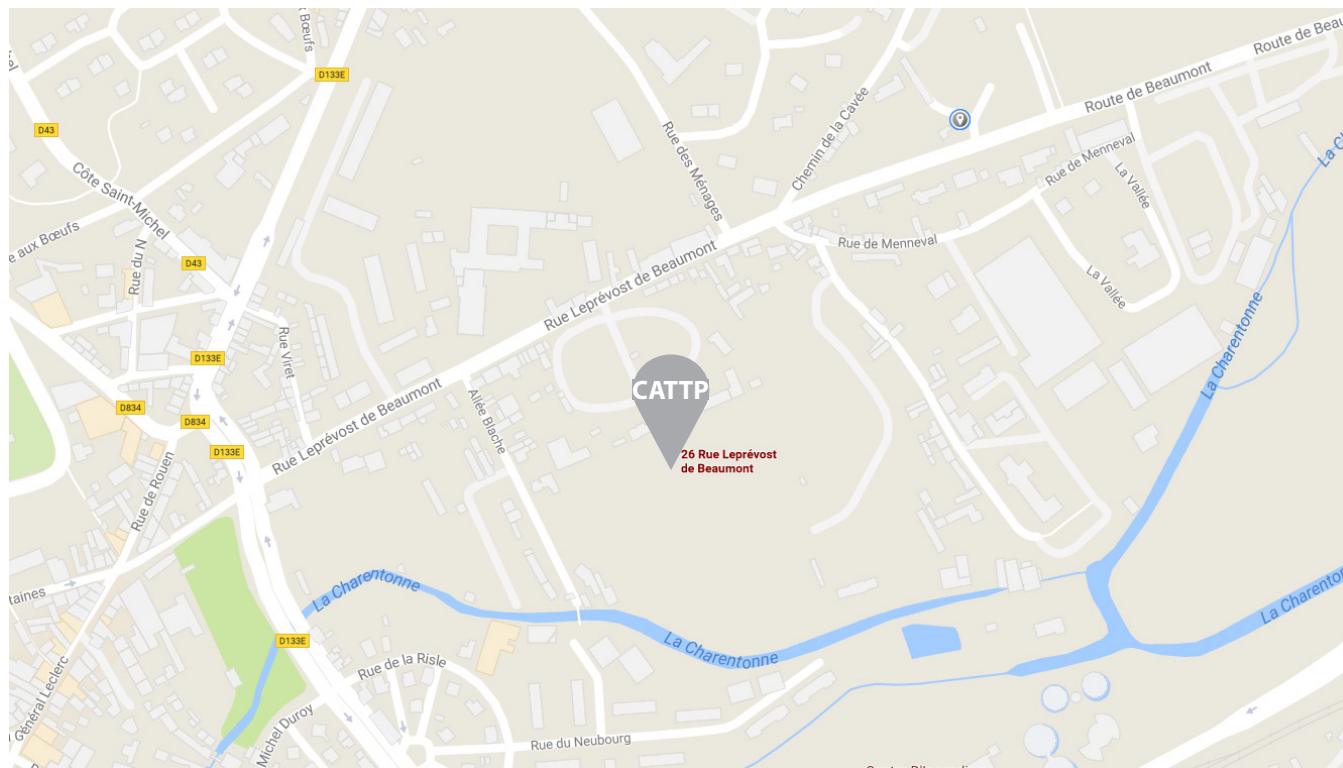 x Bœufs
Route de Beau
D133E
Route de Beaumont
D43
Chemin de la Cavée
Rue des Ménages
Rue de Menneval
La Vallée
Côte Saint-Michel
e aux Bœufs
Rue du N
D43
Rue de Menneval
La Vallée
Rue Leprévost de Beaumont
La Charentonne
Rue Viret
D133E
CATTP
Allée Blache
D834
D834
Rue Leprévost de Beaumont
D133E
26 Rue Leprévost
de Beaumont
Rue de Rouen
La Charentonne
La Charentonne
taines
D133E
La Charentonne
Rue de la Risle
Général Leclerc
Michel Duroy
Rue du Neubourg